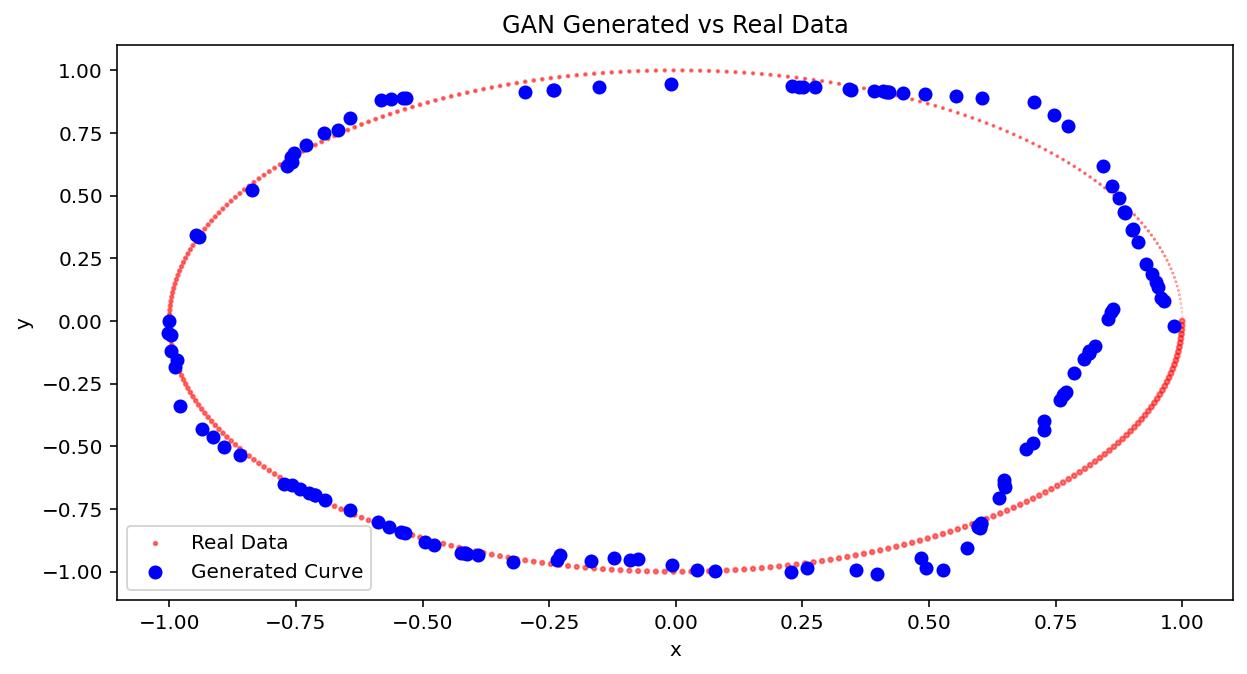 GAN Generated vs Real Data
1.00
0.75
0.50
0.25
0.00
−0.25
−0.50
−0.75
−1.00
y
Real Data
Generated Curve
−1.00 −0.75 −0.50 −0.25 0.00 0.25 0.50 0.75 1.00
x